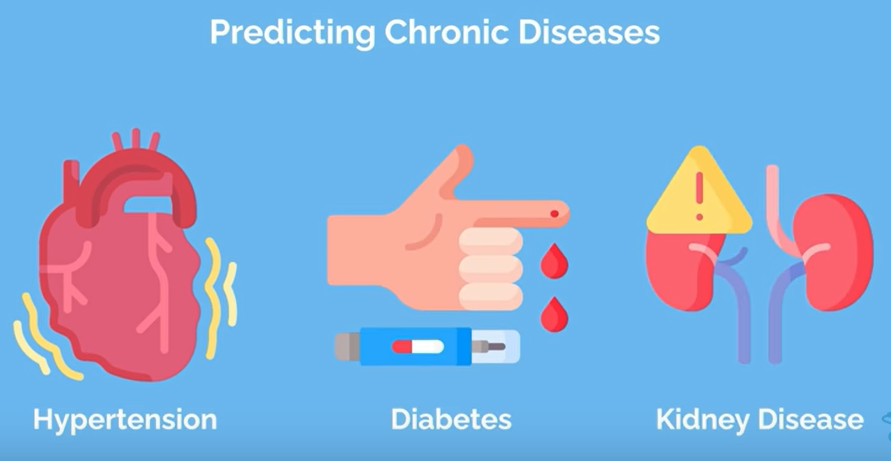 Predicting Chronic Diseases
Hypertension
Diabetes
Kidney Disease